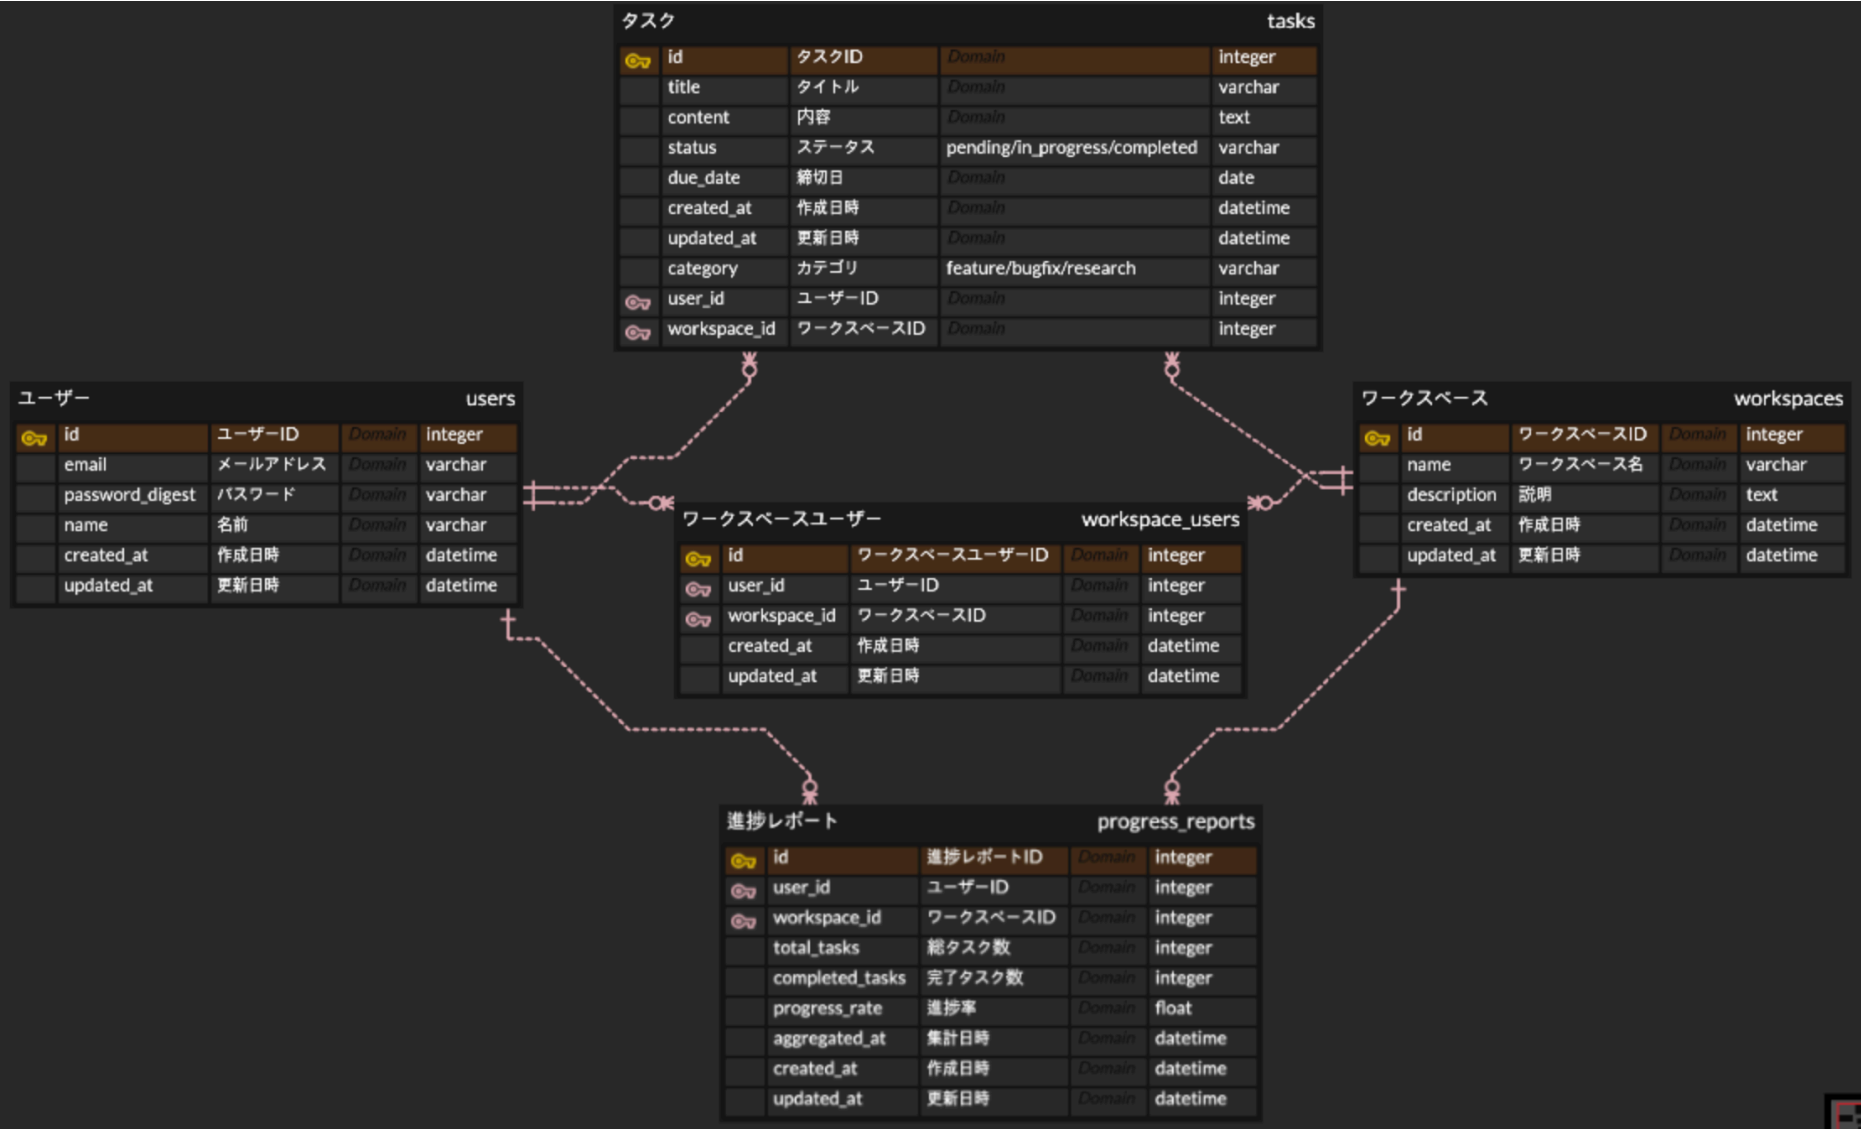 タスク tasks
id タスクID Domain integer
title タイトル Domain varchar
content 内容 Domain text
status ステータス pending/in_progress/completed varchar
due_date 締切日 Domain date
created_at 作成日時 Domain datetime
updated_at 更新日時 Domain datetime
category カテゴリ feature/bugfix/research varchar
user_id ユーザーID Domain integer
workspace_id ワークスペースID Domain integer
ユーザー users
id ユーザーID Domain integer
email メールアドレス Domain varchar
password_digest パスワード Domain varchar
name 名前 Domain varchar
created_at 作成日時 Domain datetime
updated_at 更新日時 Domain datetime
ワークスペース workspaces
id ワークスペースID Domain integer
name ワークスペース名 Domain varchar
description 説明 Domain text
created_at 作成日時 Domain datetime
updated_at 更新日時 Domain datetime
ワークスペースユーザー workspace_users
id ワークスペースユーザーID Domain integer
user_id ユーザーID Domain integer
workspace_id ワークスペースID Domain integer
created_at 作成日時 Domain datetime
updated_at 更新日時 Domain datetime
進捗レポート progress_reports
id 進捗レポートID Domain integer
user_id ユーザーID Domain integer
workspace_id ワークスペースID Domain integer
total_tasks 総タスク数 Domain integer
completed_tasks 完了タスク数 Domain integer
progress_rate 進捗率 Domain float
aggregated_at 集計日時 Domain datetime
created_at 作成日時 Domain datetime
updated_at 更新日時 Domain datetime